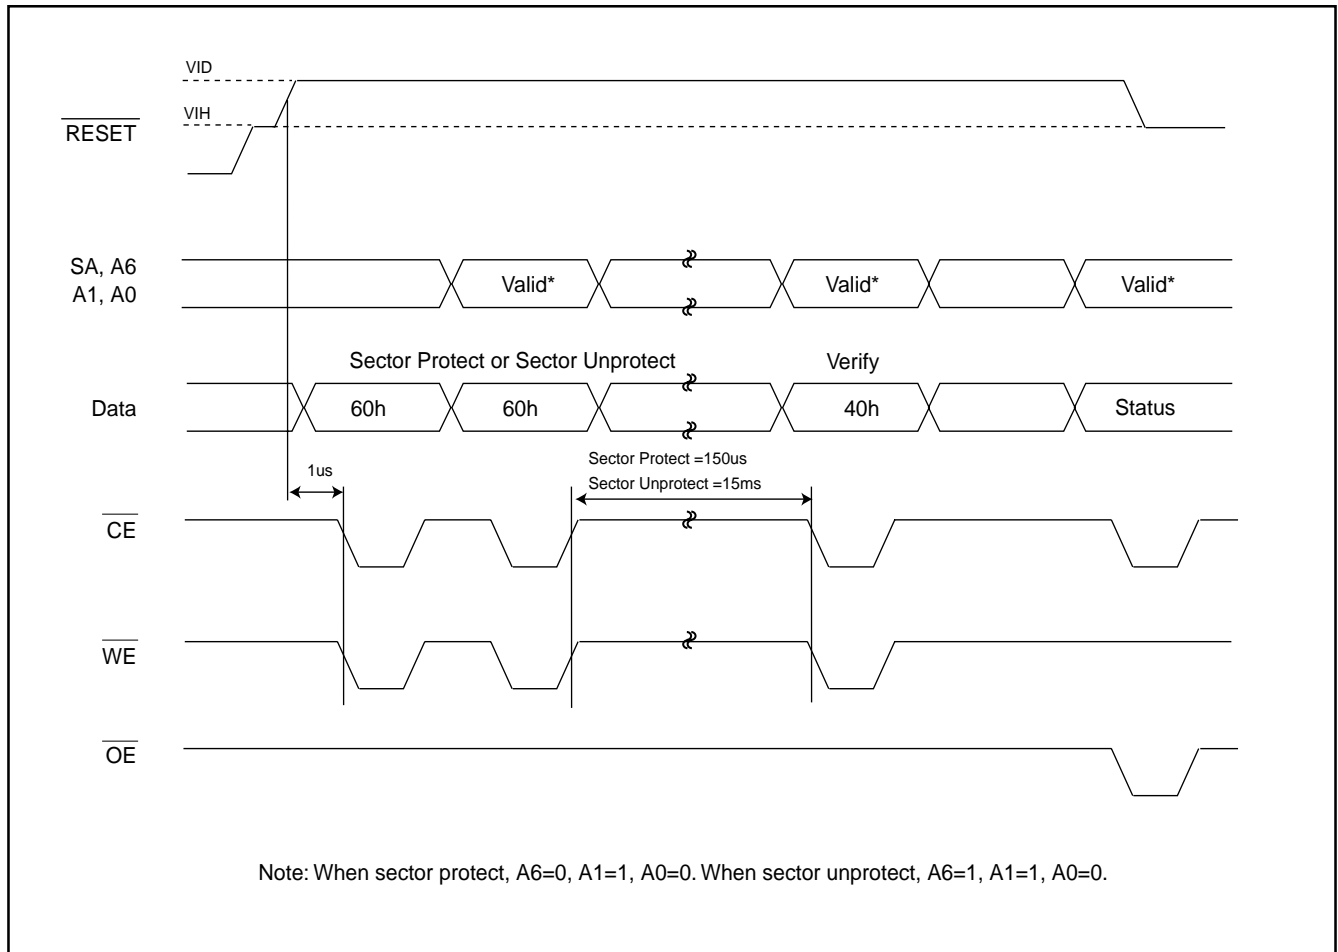 VID
VIH
RESET
SA, A6
A1, A0
Valid*
Valid*
Valid*
Sector Protect or Sector Unprotect
Verify
Data
60h
60h
40h
Status
1us
Sector Protect =150us
Sector Unprotect =15ms
CE
WE
OE
Note: When sector protect, A6=0, A1=1, A0=0. When sector unprotect, A6=1, A1=1, A0=0.